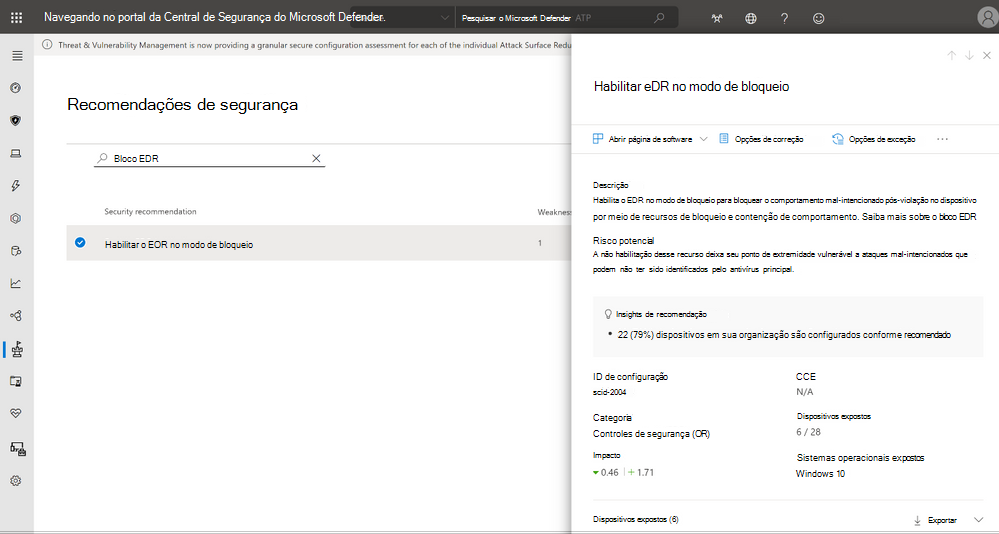 Navegando no portal da Central de Segurança do Microsoft Defender.
Pesquisar o Microsoft Defender ATP
Threat & Vulnerability Management is now providing a granular secure configuration assessment for each of the individual Attack Surface Redu
Recomendações de segurança
Bloco EDR
Security recommendation
Weakness
Habilitar o EOR no modo de bloqueio
1
Habilitar eDR no modo de bloqueio
Abrir página de software
Opções de correção
Opções de exceção
Descrição
Habilita o EDR no modo de bloqueio para bloquear o comportamento mal-intencionado pós-violação no dispositivo
por meio de recursos de bloqueio e contenção de comportamento. Saiba mais sobre o bloco EDR
Risco potencial
A não habilitação desse recurso deixa seu ponto de extremidade vulnerável a ataques mal-intencionados que
podem não ter sido identificados pelo antivírus principal.
Insights de recomendação
• 22 (79%) dispositivos em sua organização são configurados conforme recomendado
ID de configuração
scid-2004
CCE
N/A
Categoria
Controles de segurança (OR)
Dispositivos expostos
6 / 28
Impacto
0.46 | + 1.71
Sistemas operacionais expostos
Windows 10
Dispositivos expostos (6)
Exportar